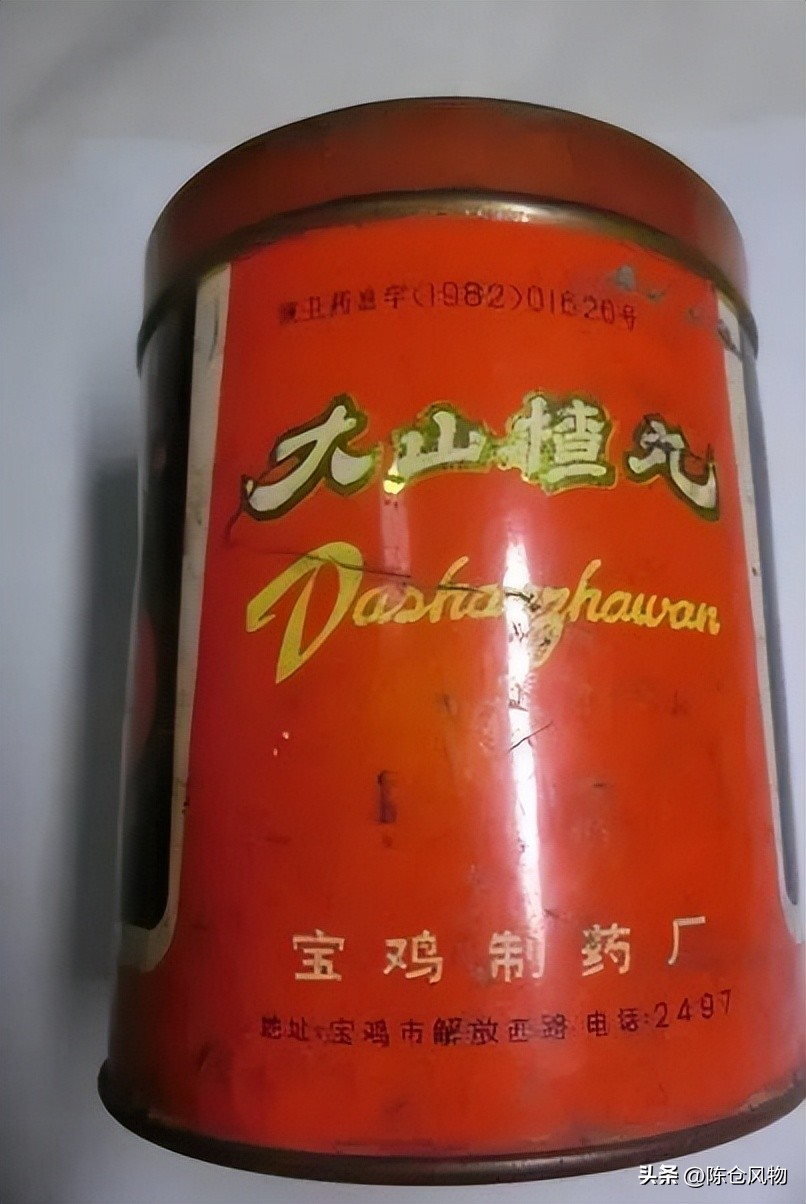 陕卫药准字(1982)01620号
大山楂丸
Dashanzhawan
宝鸡制药厂
地址:宝鸡市解放西路 电话:2497
头条 @陈仓风物